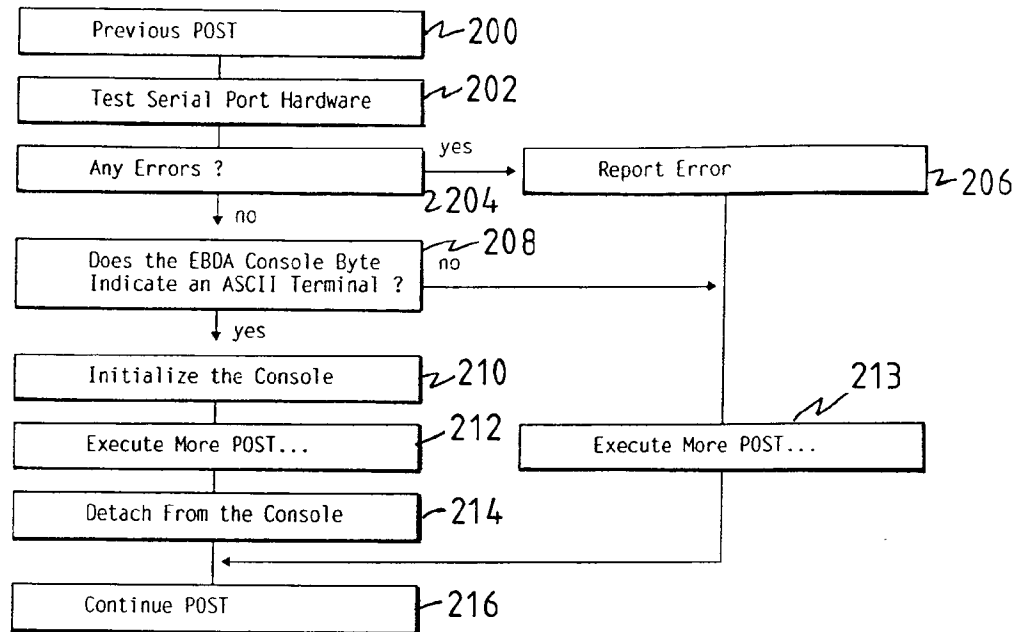 Previous POST
200
Test Serial Port Hardware
202
Any Errors ?
204
yes
Report Error
206
no
208
Does the EBDA Console Byte
Indicate an ASCII Terminal ?
no
yes
Initialize the Console
210
Execute More POST...
212
213
Execute More POST...
Detach From the Console
214
Continue POST
216